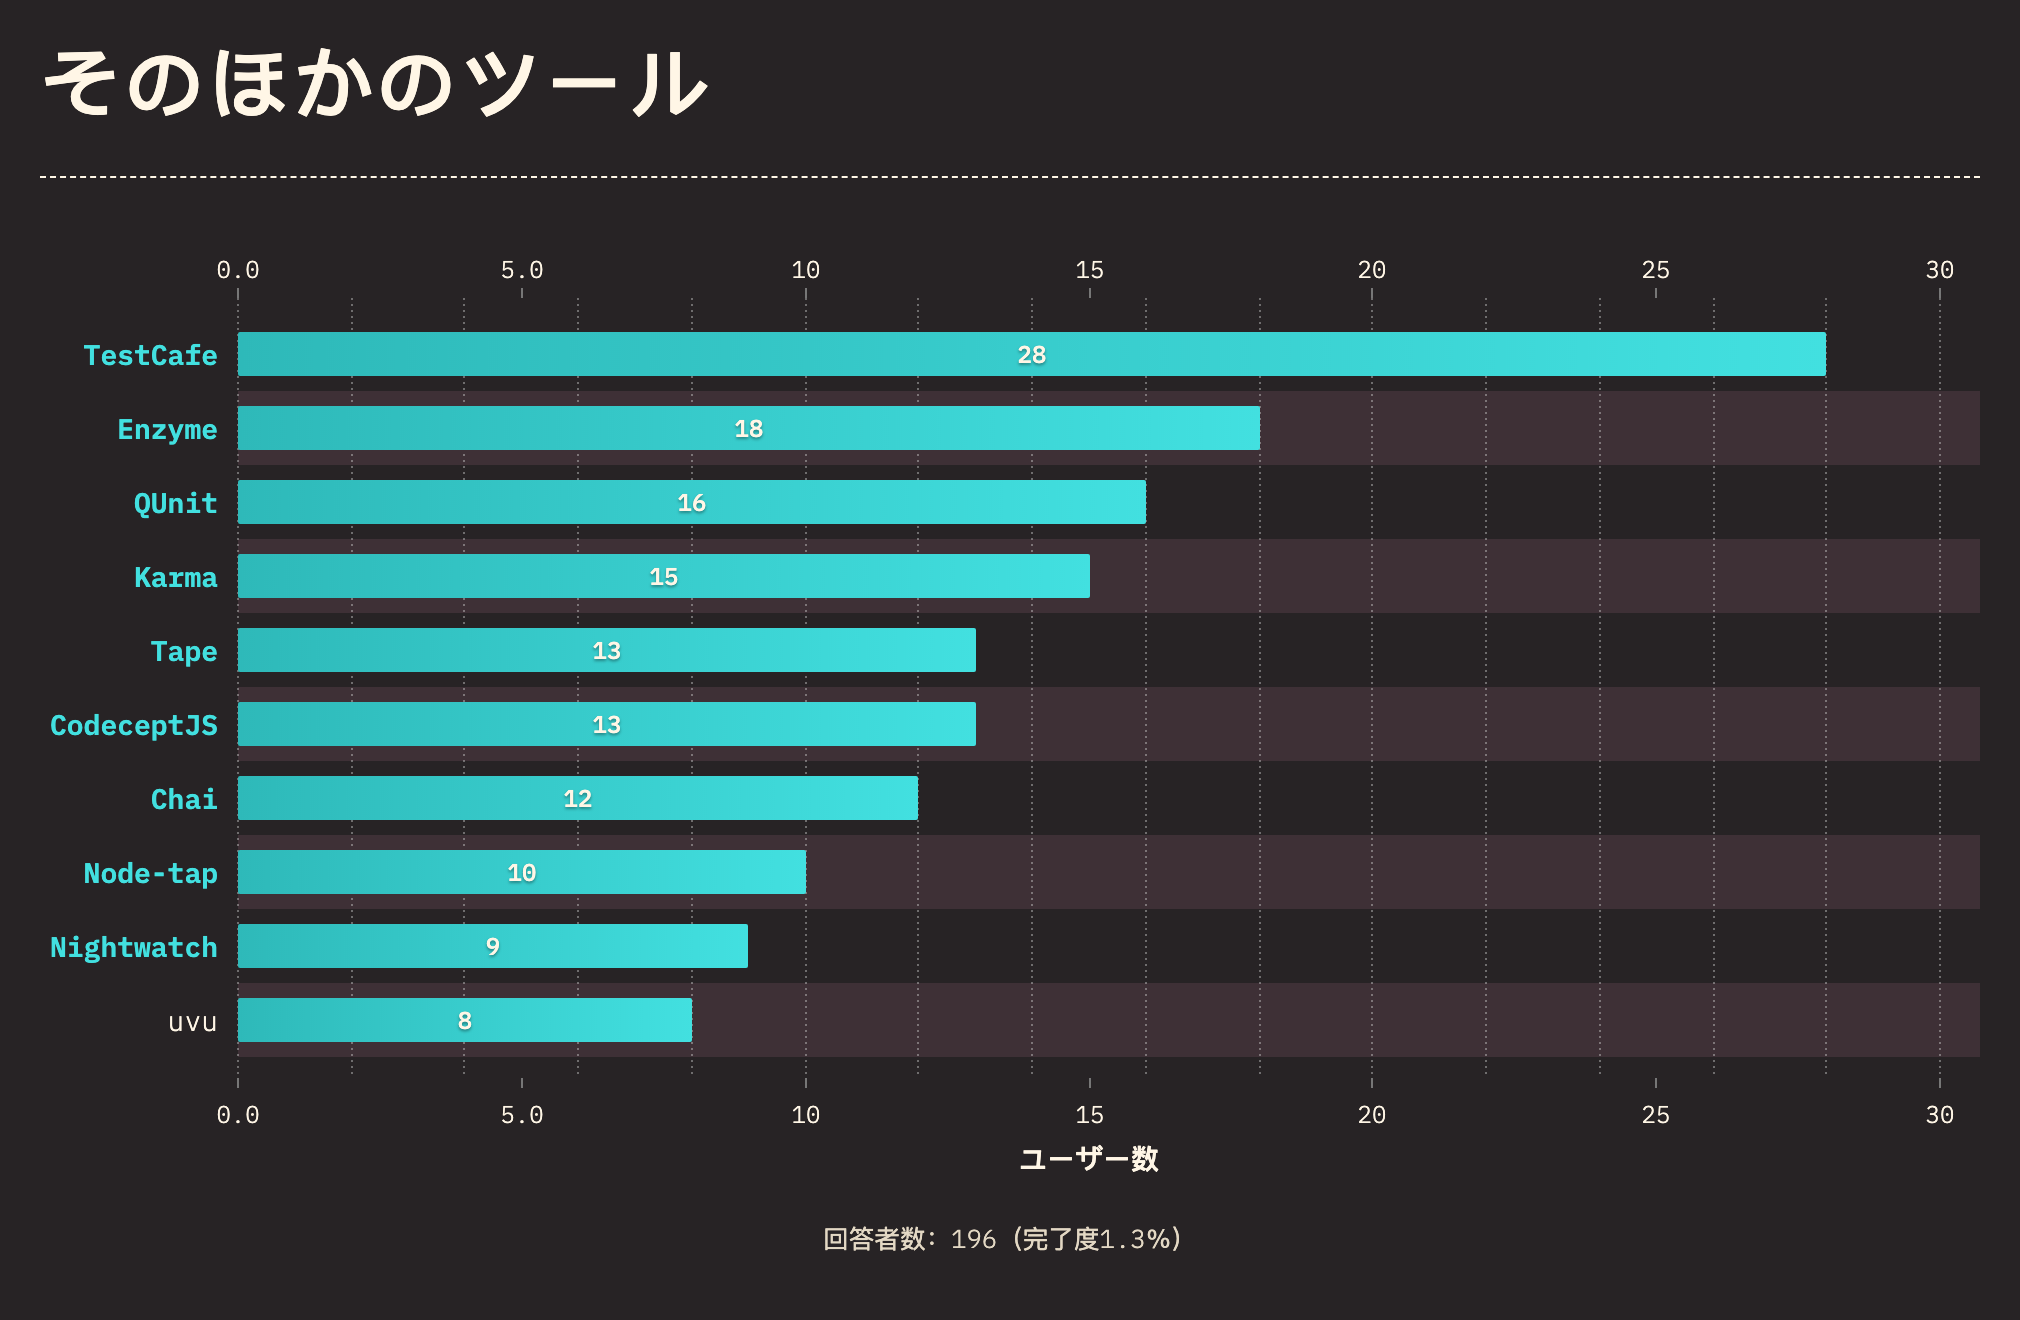 そのほかのツール
0.0 5.0 10 15 20 25 30
TestCafe 28
Enzyme 18
QUnit 16
Karma 15
Tape 13
CodeceptJS 13
Chai 12
Node-tap 10
Nightwatch 9
uvu 8
0.0 5.0 10 15 20 25 30
ユーザー数
回答者数: 196 (完了度1.3%)